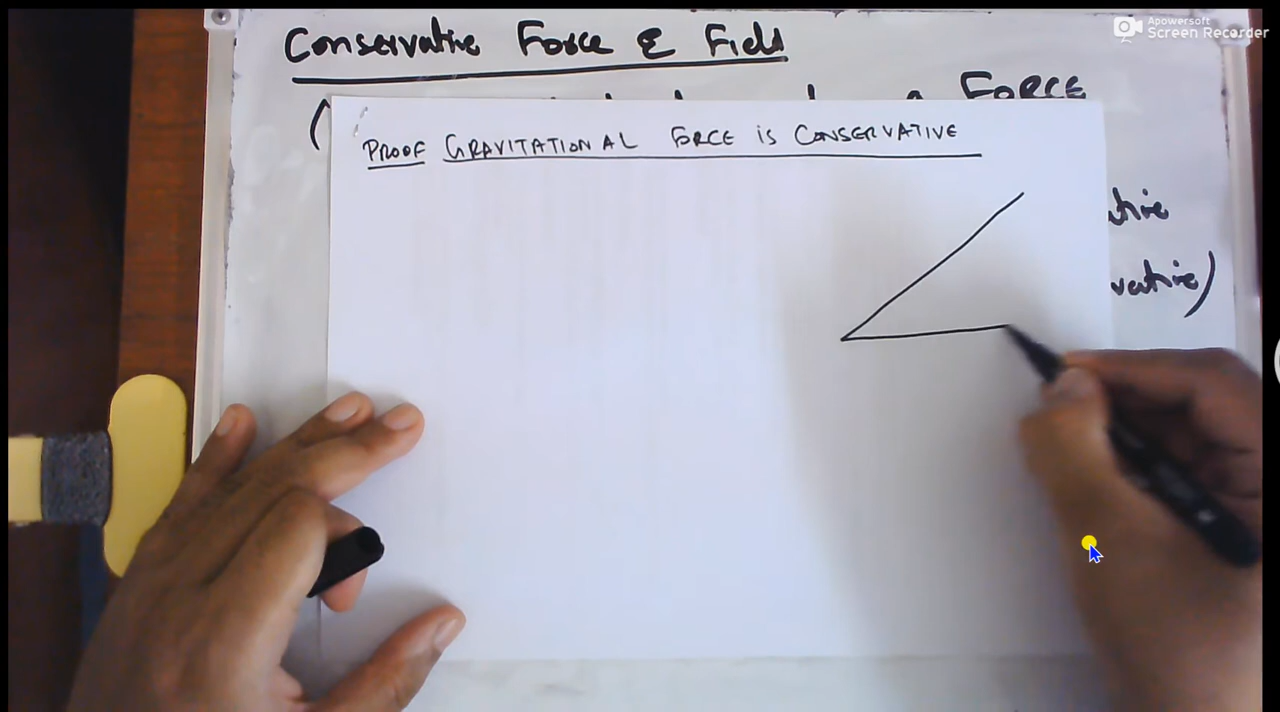 Apowersoft
Screen Recorder
Conservative Force & Field
FORCE
PROOF GRAVITATIONAL FORCE is CONSERVATIVE